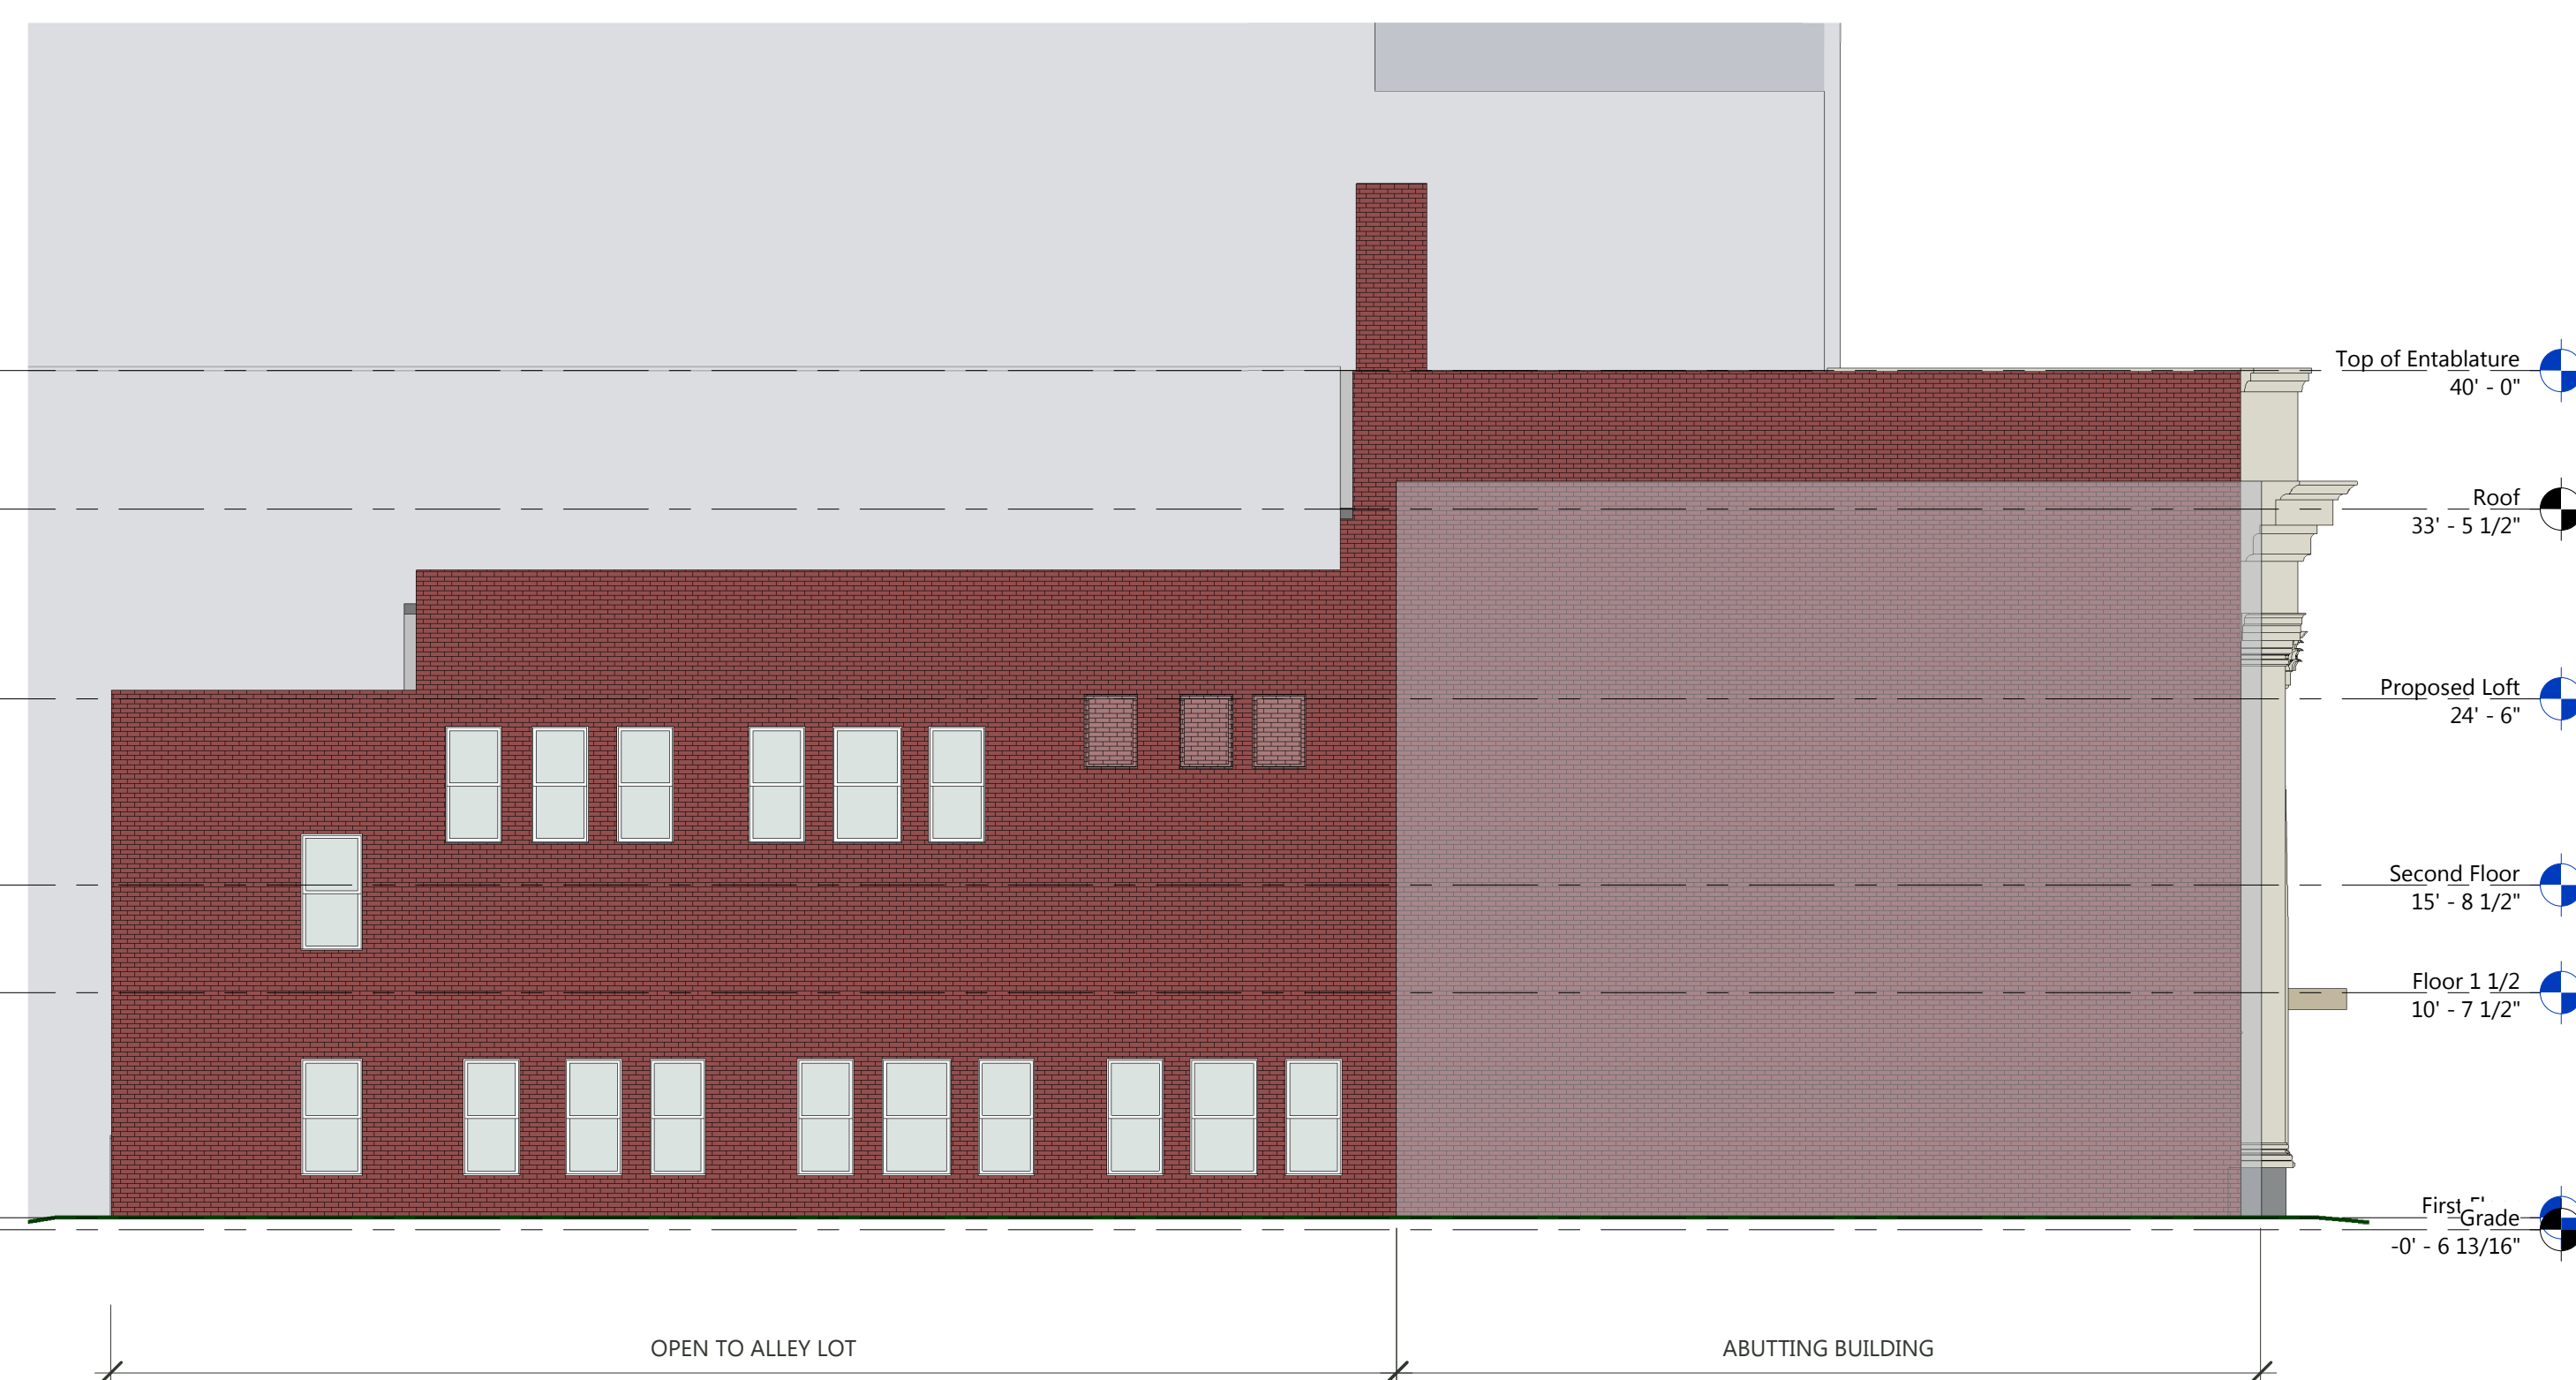 Top of Entablature
40' - 0"
Roof
33' - 5 1/2"
Proposed Loft
24' - 6"
Second Floor
15' - 8 1/2"
Floor 1 1/2
10' - 7 1/2"
First
Grade
-0' - 6 13/16"
OPEN TO ALLEY LOT
ABUTTING BUILDING